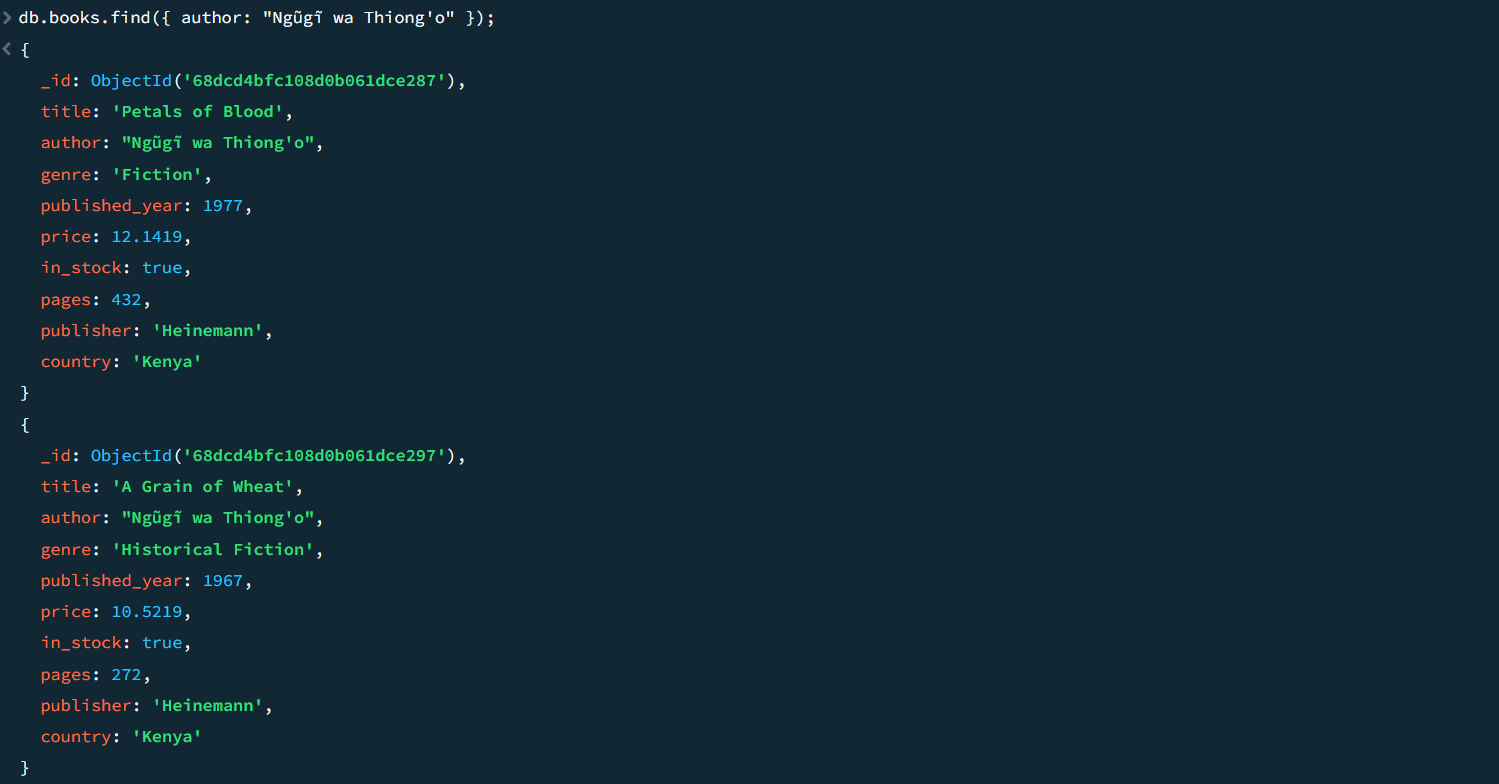 > db.books.find({ author: "Ngũgĩ wa Thiong'o" });
< {
_id: ObjectId('68dcd4bfc108d0b061dce287'),
title: 'Petals of Blood',
author: "Ngũgĩ wa Thiong'o",
genre: 'Fiction',
published_year: 1977,
price: 12.1419,
in_stock: true,
pages: 432,
publisher: 'Heinemann',
country: 'Kenya'
}
{
_id: ObjectId('68dcd4bfc108d0b061dce297'),
title: 'A Grain of Wheat',
author: "Ngũgĩ wa Thiong'o",
genre: 'Historical Fiction',
published_year: 1967,
price: 10.5219,
in_stock: true,
pages: 272,
publisher: 'Heinemann',
country: 'Kenya'
}